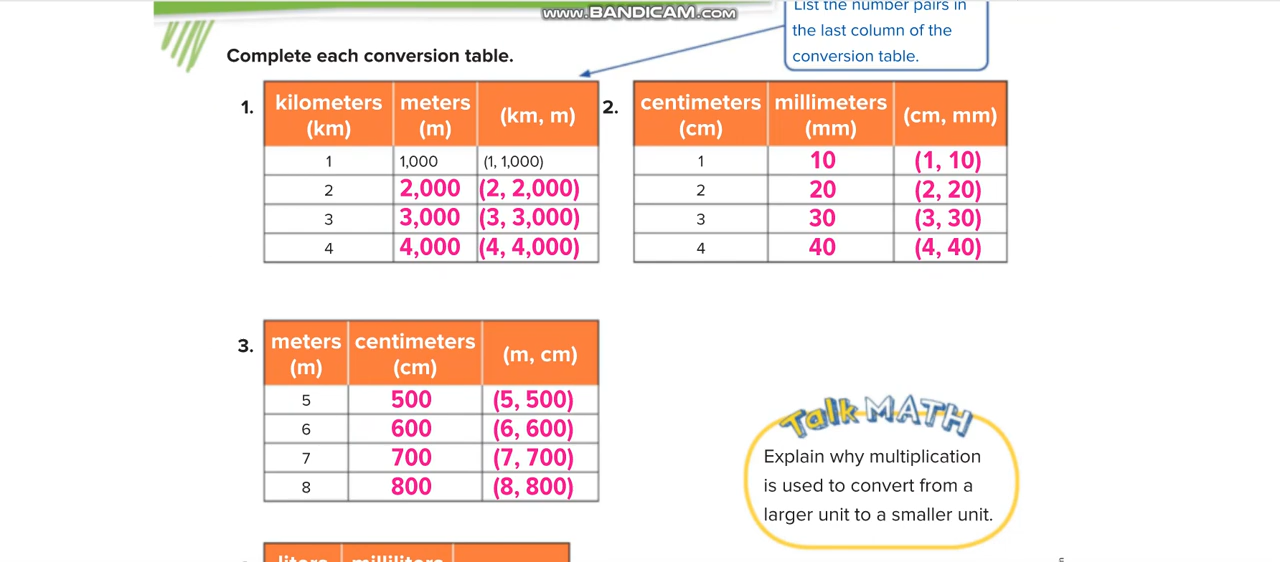 www.BANDICAM.com
List the number pairs in
the last column of the
conversion table.
Complete each conversion table.
1.
kilometers (km) | meters (m) | (km, m)
1 | 1,000 | (1, 1,000)
2 | 2,000 | (2, 2,000)
3 | 3,000 | (3, 3,000)
4 | 4,000 | (4, 4,000)
2.
centimeters (cm) | millimeters (mm) | (cm, mm)
1 | 10 | (1, 10)
2 | 20 | (2, 20)
3 | 30 | (3, 30)
4 | 40 | (4, 40)
3.
meters (m) | centimeters (cm) | (m, cm)
5 | 500 | (5, 500)
6 | 600 | (6, 600)
7 | 700 | (7, 700)
8 | 800 | (8, 800)
Talk MATH
Explain why multiplication
is used to convert from a
larger unit to a smaller unit.
liters | milliliters